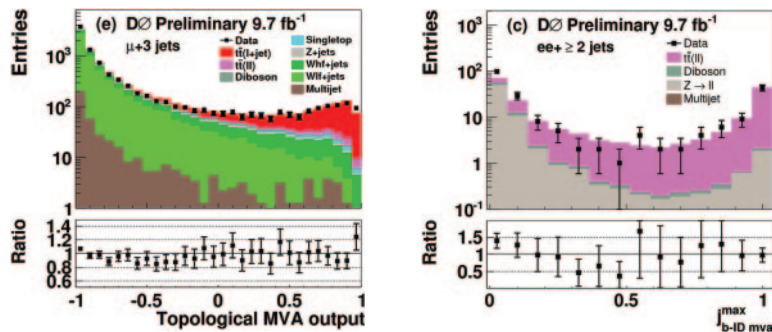 (e) DØ Preliminary 9.7 fb⁻¹
μ+3 jets
Data
tt̄(l+jet)
tt̄(ll)
Diboson
Singletop
Z+jets
Whf+jets
Wlf+jets
Multijet
Entries
10³
10²
10
1
Ratio
1.4
1.2
1
0.8
0.6
-1 -0.5 0 0.5 1
Topological MVA output
(c) DØ Preliminary 9.7 fb⁻¹
ee+ ≥ 2 jets
Data
tt̄(ll)
Diboson
Z → ll
Multijet
Entries
10³
10²
10
1
10⁻¹
Ratio
1.5
1
0.5
0 0.5 1
j^max_b-ID mva